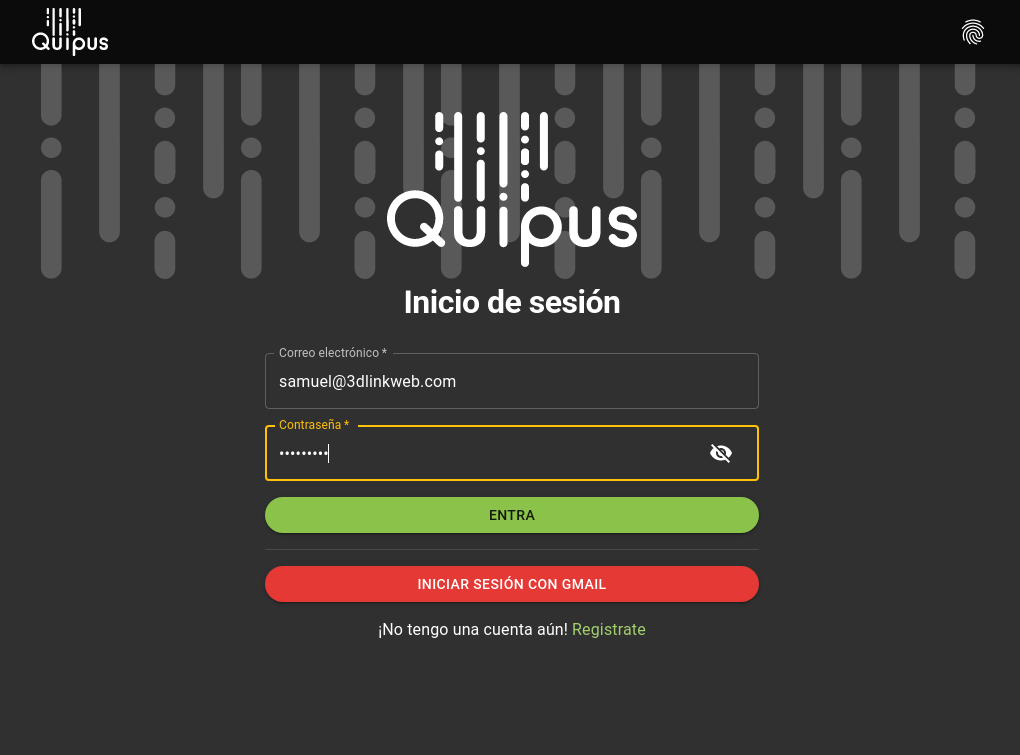 Quipus
Quipus
Inicio de sesión
Correo electrónico *
samuel@3dlinkweb.com
Contraseña *
•••••••••
ENTRA
INICIAR SESIÓN CON GMAIL
¡No tengo una cuenta aún! Registrate